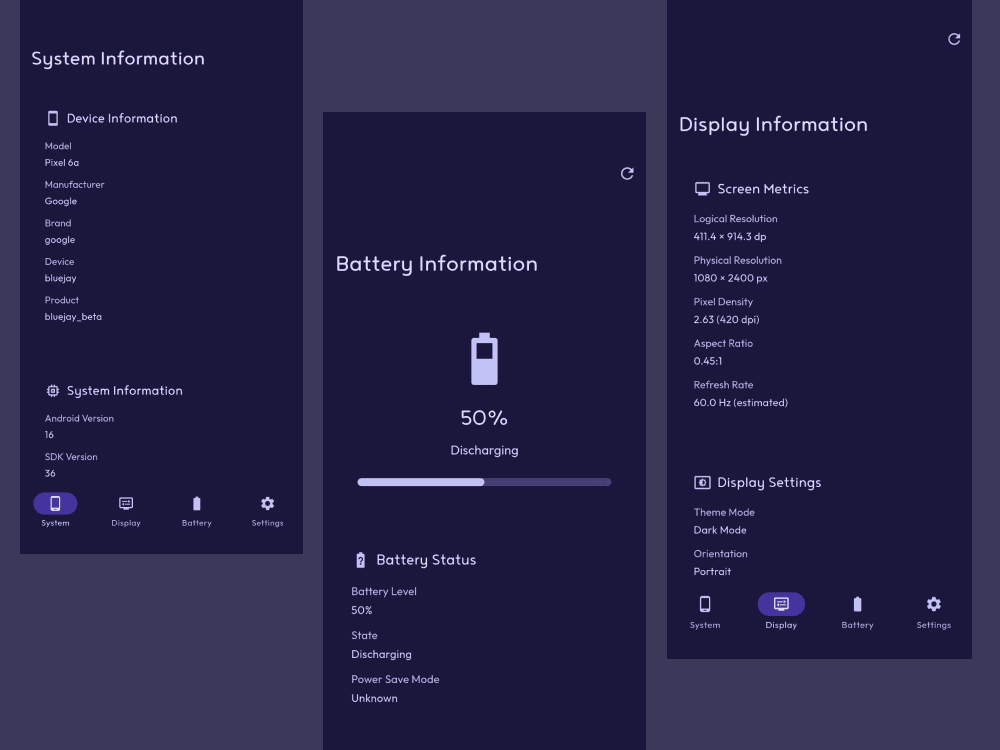 System Information
Device Information
Model
Pixel 6a
Manufacturer
Google
Brand
google
Device
bluejay
Product
bluejay_beta
System Information
Android Version
16
SDK Version
36
System
Display
Battery
Settings
Battery Information
50%
Discharging
Battery Status
Battery Level
50%
State
Discharging
Power Save Mode
Unknown
Display Information
Screen Metrics
Logical Resolution
411.4 × 914.3 dp
Physical Resolution
1080 × 2400 px
Pixel Density
2.63 (420 dpi)
Aspect Ratio
0.45:1
Refresh Rate
60.0 Hz (estimated)
Display Settings
Theme Mode
Dark Mode
Orientation
Portrait
System
Display
Battery
Settings